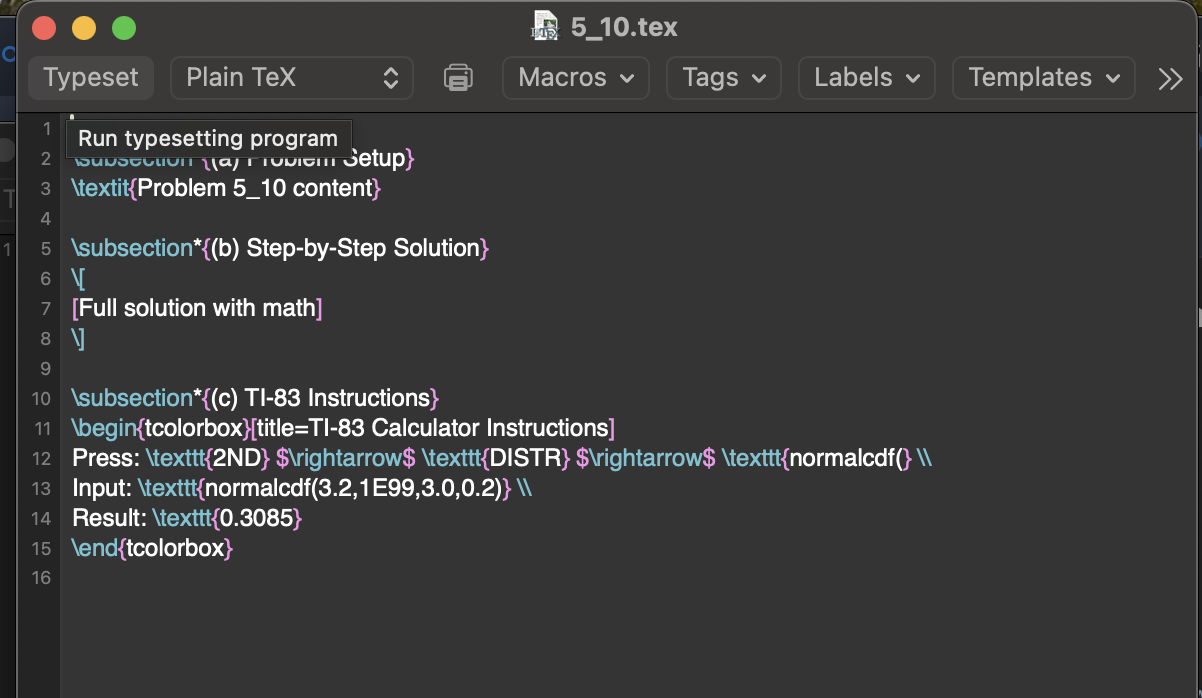 5_10.tex
Typeset Plain TeX Macros Tags Labels Templates
1
Run typesetting program
2 \subsection*{(a) Problem Setup}
3 \textit{Problem 5_10 content}
4
5 \subsection*{(b) Step-by-Step Solution}
6 \[
7 [Full solution with math]
8 \]
9
10 \subsection*{(c) TI-83 Instructions}
11 \begin{tcolorbox}[title=TI-83 Calculator Instructions]
12 Press: \texttt{2ND} $\rightarrow$ \texttt{DISTR} $\rightarrow$ \texttt{normalcdf(} \\
13 Input: \texttt{normalcdf(3.2,1E99,3.0,0.2)} \\
14 Result: \texttt{0.3085}
15 \end{tcolorbox}
16
T
1